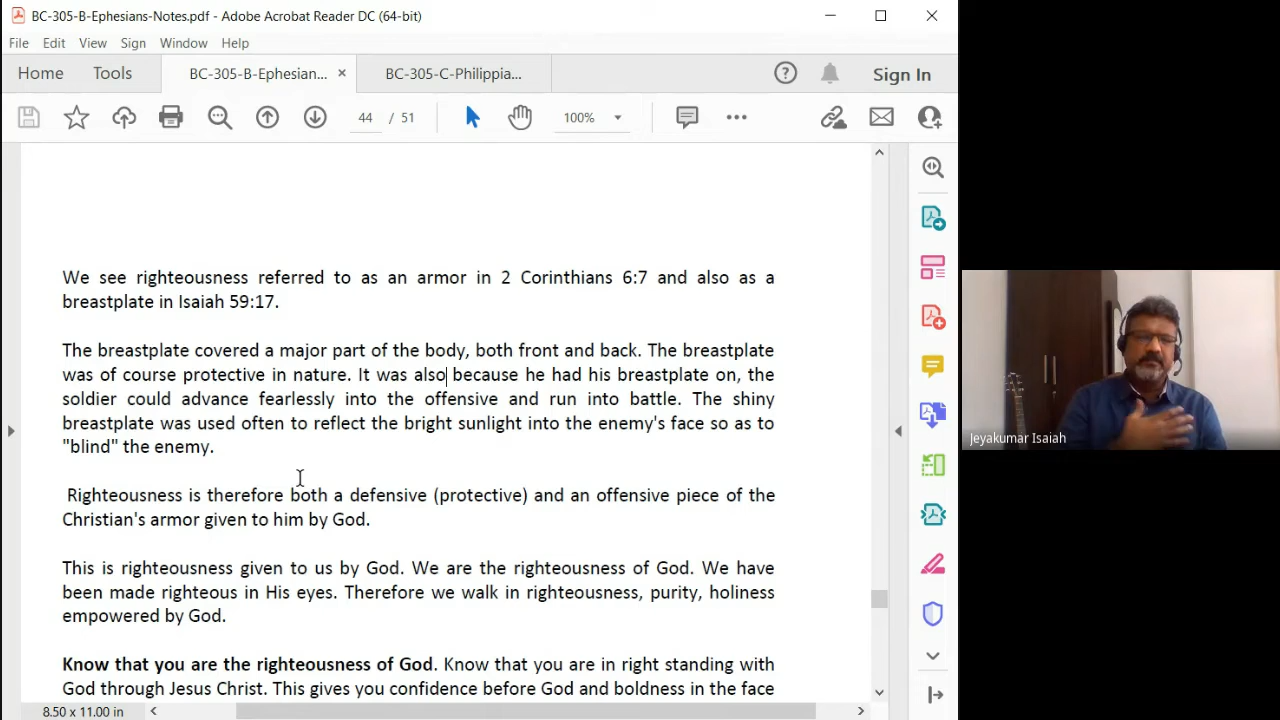 BC-305-B-Ephesians-Notes.pdf - Adobe Acrobat Reader DC (64-bit)
File Edit View Sign Window Help
Home Tools BC-305-B-Ephesian... × BC-305-C-Philippia... Sign In
44 / 51 100%
We see righteousness referred to as an armor in 2 Corinthians 6:7 and also as a
breastplate in Isaiah 59:17.
The breastplate covered a major part of the body, both front and back. The breastplate
was of course protective in nature. It was also because he had his breastplate on, the
soldier could advance fearlessly into the offensive and run into battle. The shiny
breastplate was used often to reflect the bright sunlight into the enemy's face so as to
"blind" the enemy.
Righteousness is therefore both a defensive (protective) and an offensive piece of the
Christian's armor given to him by God.
This is righteousness given to us by God. We are the righteousness of God. We have
been made righteous in His eyes. Therefore we walk in righteousness, purity, holiness
empowered by God.
Know that you are the righteousness of God. Know that you are in right standing with
God through Jesus Christ. This gives you confidence before God and boldness in the face
8.50 x 11.00 in
Jeyakumar Isaiah